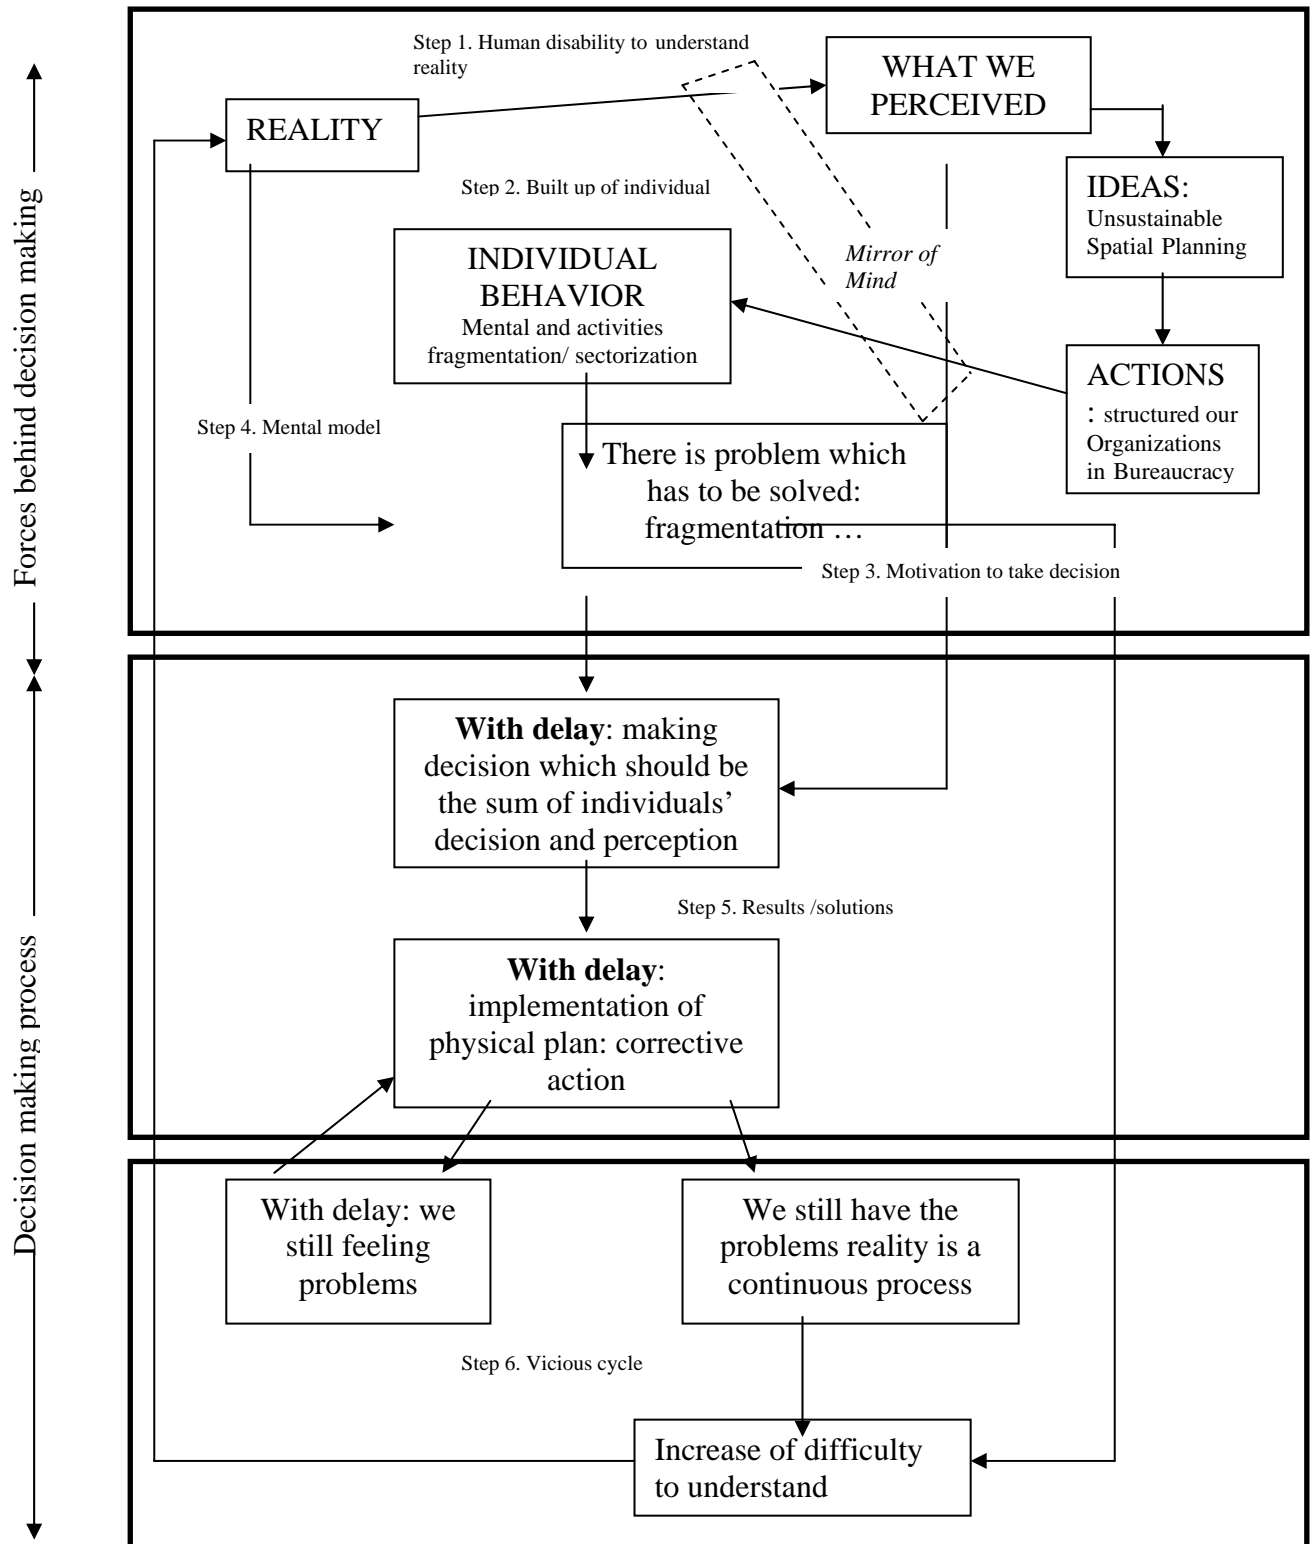 Step 1. Human disability to understand
reality
WHAT WE
PERCEIVED
REALITY
IDEAS:
Unsustainable
Spatial Planning
Step 2. Built up of individual
Mirror of
Mind
INDIVIDUAL
BEHAVIOR
Mental and activities
fragmentation/ sectorization
ACTIONS
: structured our
Organizations
in Bureaucracy
Step 4. Mental model
There is problem which
has to be solved:
fragmentation …
Step 3. Motivation to take decision
Forces behind decision making
With delay: making
decision which should be
the sum of individuals’
decision and perception
Step 5. Results /solutions
With delay:
implementation of
physical plan: corrective
action
Decision making process
With delay: we
still feeling
problems
We still have the
problems reality is a
continuous process
Step 6. Vicious cycle
Increase of difficulty
to understand